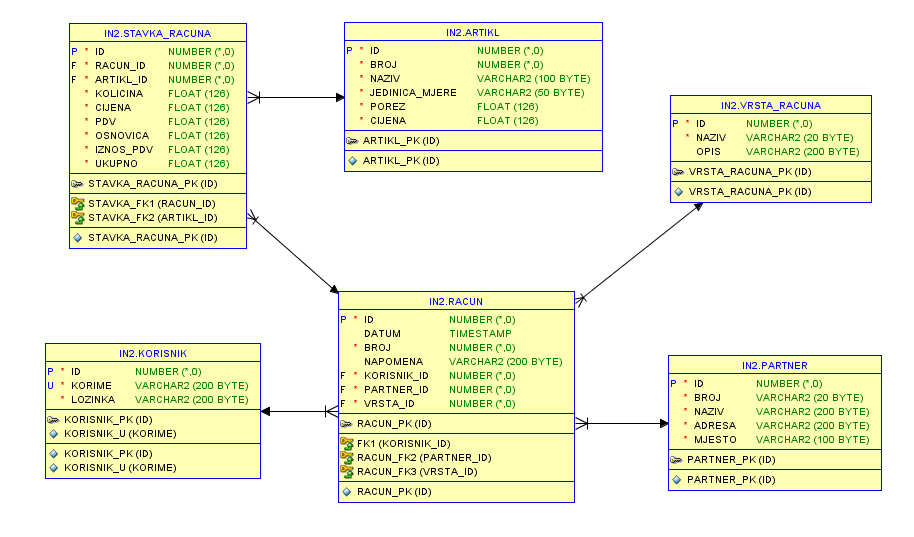 IN2.STAVKA_RACUNA
P * ID NUMBER (*,0)
F * RACUN_ID NUMBER (*,0)
F * ARTIKL_ID NUMBER (*,0)
* KOLICINA FLOAT (126)
* CIJENA FLOAT (126)
* PDV FLOAT (126)
* OSNOVICA FLOAT (126)
* IZNOS_PDV FLOAT (126)
* UKUPNO FLOAT (126)
STAVKA_RACUNA_PK (ID)
STAVKA_FK1 (RACUN_ID)
STAVKA_FK2 (ARTIKL_ID)
STAVKA_RACUNA_PK (ID)
IN2.ARTIKL
P * ID NUMBER (*,0)
* BROJ NUMBER (*,0)
* NAZIV VARCHAR2 (100 BYTE)
* JEDINICA_MJERE VARCHAR2 (50 BYTE)
* POREZ FLOAT (126)
* CIJENA FLOAT (126)
ARTIKL_PK (ID)
ARTIKL_PK (ID)
IN2.VRSTA_RACUNA
P * ID NUMBER (*,0)
* NAZIV VARCHAR2 (20 BYTE)
OPIS VARCHAR2 (200 BYTE)
VRSTA_RACUNA_PK (ID)
VRSTA_RACUNA_PK (ID)
IN2.RACUN
P * ID NUMBER (*,0)
DATUM TIMESTAMP
* BROJ NUMBER (*,0)
NAPOMENA VARCHAR2 (200 BYTE)
F * KORISNIK_ID NUMBER (*,0)
F * PARTNER_ID NUMBER (*,0)
F * VRSTA_ID NUMBER (*,0)
RACUN_PK (ID)
FK1 (KORISNIK_ID)
RACUN_FK2 (PARTNER_ID)
RACUN_FK3 (VRSTA_ID)
RACUN_PK (ID)
IN2.KORISNIK
P * ID NUMBER (*,0)
U * KORIME VARCHAR2 (200 BYTE)
* LOZINKA VARCHAR2 (200 BYTE)
KORISNIK_PK (ID)
KORISNIK_U (KORIME)
KORISNIK_PK (ID)
KORISNIK_U (KORIME)
IN2.PARTNER
P * ID NUMBER (*,0)
* BROJ VARCHAR2 (20 BYTE)
* NAZIV VARCHAR2 (200 BYTE)
* ADRESA VARCHAR2 (200 BYTE)
* MJESTO VARCHAR2 (100 BYTE)
PARTNER_PK (ID)
PARTNER_PK (ID)